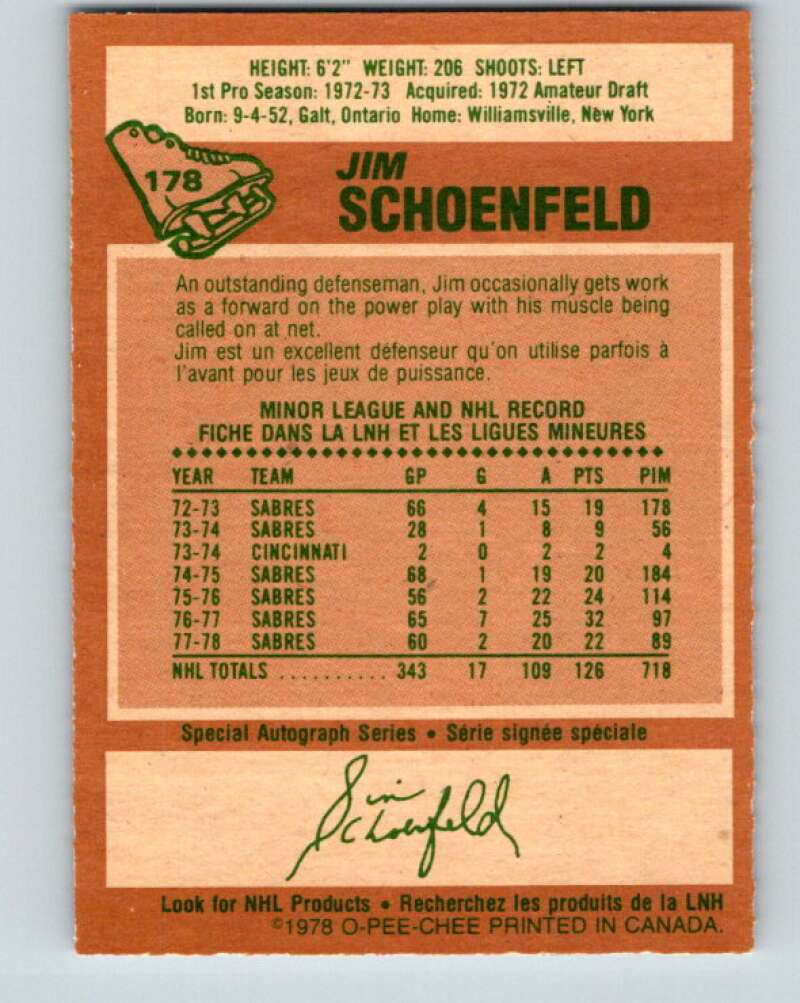 HEIGHT: 6'2" WEIGHT: 206 SHOOTS: LEFT
1st Pro Season: 1972-73 Acquired: 1972 Amateur Draft
Born: 9-4-52, Galt, Ontario Home: Williamsville, New York
178
JIM
SCHOENFELD
An outstanding defenseman, Jim occasionally gets work
as a forward on the power play with his muscle being
called on at net.
Jim est un excellent défenseur qu'on utilise parfois à
l'avant pour les jeux de puissance.
MINOR LEAGUE AND NHL RECORD
FICHE DANS LA LNH ET LES LIGUES MINEURES
YEAR TEAM GP G A PTS PIM
72-73 SABRES 66 4 15 19 178
73-74 SABRES 28 1 8 9 56
73-74 CINCINNATI 2 0 2 2 4
74-75 SABRES 68 1 19 20 184
75-76 SABRES 56 2 22 24 114
76-77 SABRES 65 7 25 32 97
77-78 SABRES 60 2 20 22 89
NHL TOTALS .......... 343 17 109 126 718
Special Autograph Series • Série signée spéciale
Jim
Schoenfeld
Look for NHL Products • Recherchez les produits de la LNH
©1978 O-PEE-CHEE PRINTED IN CANADA.